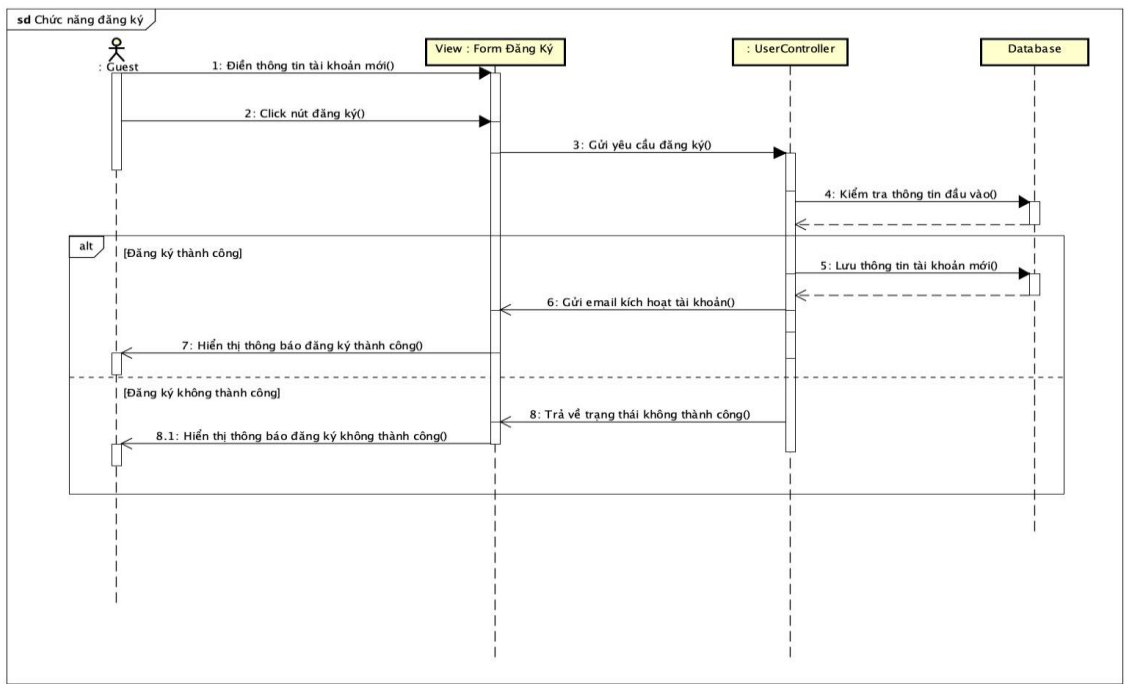 sd Chức năng đăng ký
: Guest
View : Form Đăng Ký
: UserController
Database
1: Điền thông tin tài khoản mới()
2: Click nút đăng ký()
3: Gửi yêu cầu đăng ký()
4: Kiểm tra thông tin đầu vào()
alt
[Đăng ký thành công]
5: Lưu thông tin tài khoản mới()
6: Gửi email kích hoạt tài khoản()
7: Hiển thị thông báo đăng ký thành công()
[Đăng ký không thành công]
8: Trả về trạng thái không thành công()
8.1: Hiển thị thông báo đăng ký không thành công()